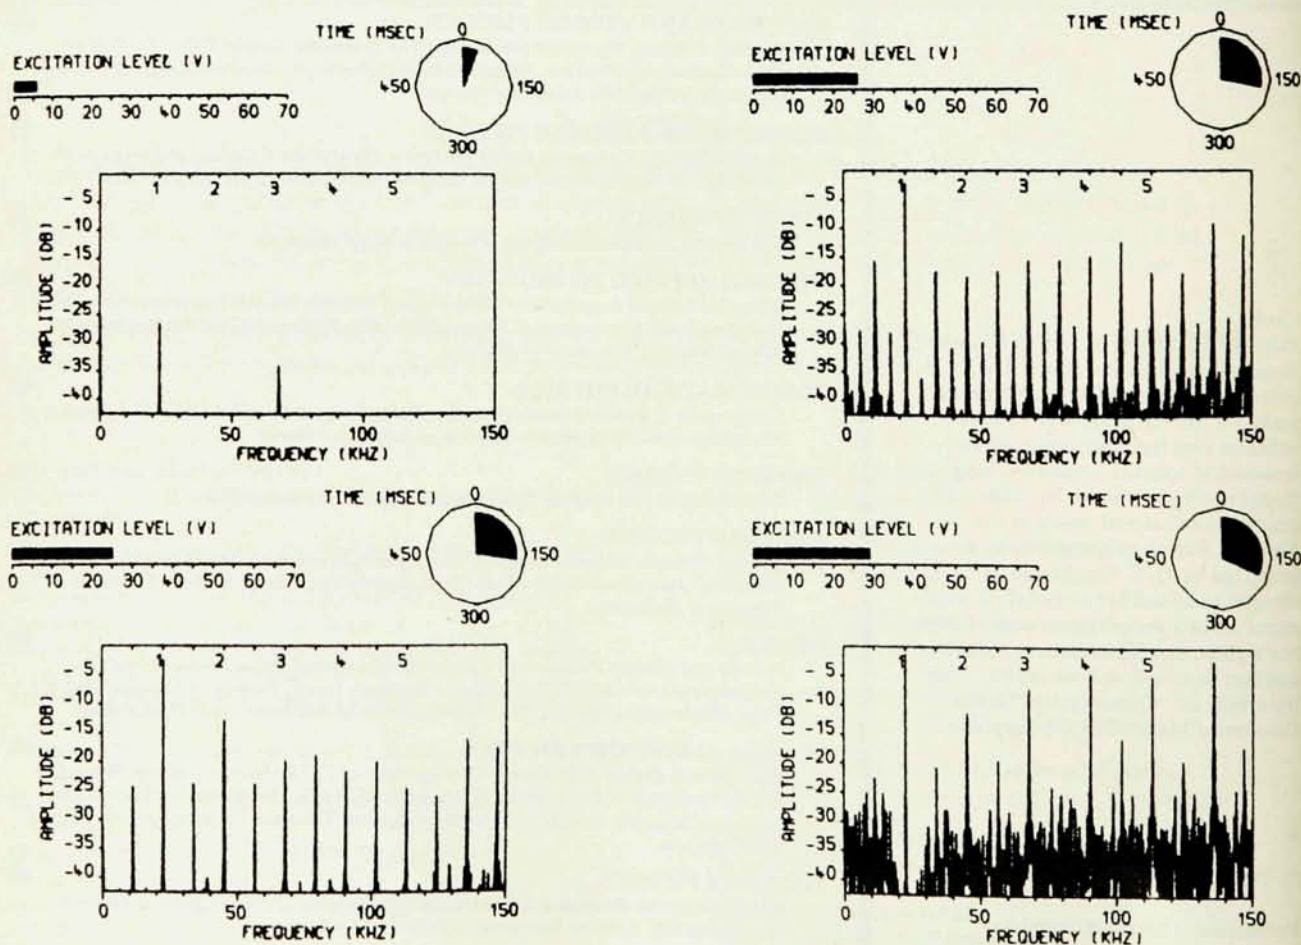 TIME (MSEC)
0
150
300
450
EXCITATION LEVEL (V)
0 10 20 30 40 50 60 70
1 2 3 4 5
- 5
-10
-15
-20
-25
-30
-35
-40
AMPLITUDE (DB)
0 50 100 150
FREQUENCY (KHZ)
TIME (MSEC)
0
150
300
450
EXCITATION LEVEL (V)
0 10 20 30 40 50 60 70
1 2 3 4 5
- 5
-10
-15
-20
-25
-30
-35
-40
AMPLITUDE (DB)
0 50 100 150
FREQUENCY (KHZ)
TIME (MSEC)
0
150
300
450
EXCITATION LEVEL (V)
0 10 20 30 40 50 60 70
1 2 3 4 5
- 5
-10
-15
-20
-25
-30
-35
-40
AMPLITUDE (DB)
0 50 100 150
FREQUENCY (KHZ)
TIME (MSEC)
0
150
300
450
EXCITATION LEVEL (V)
0 10 20 30 40 50 60 70
1 2 3 4 5
- 5
-10
-15
-20
-25
-30
-35
-40
AMPLITUDE (DB)
0 50 100 150
FREQUENCY (KHZ)